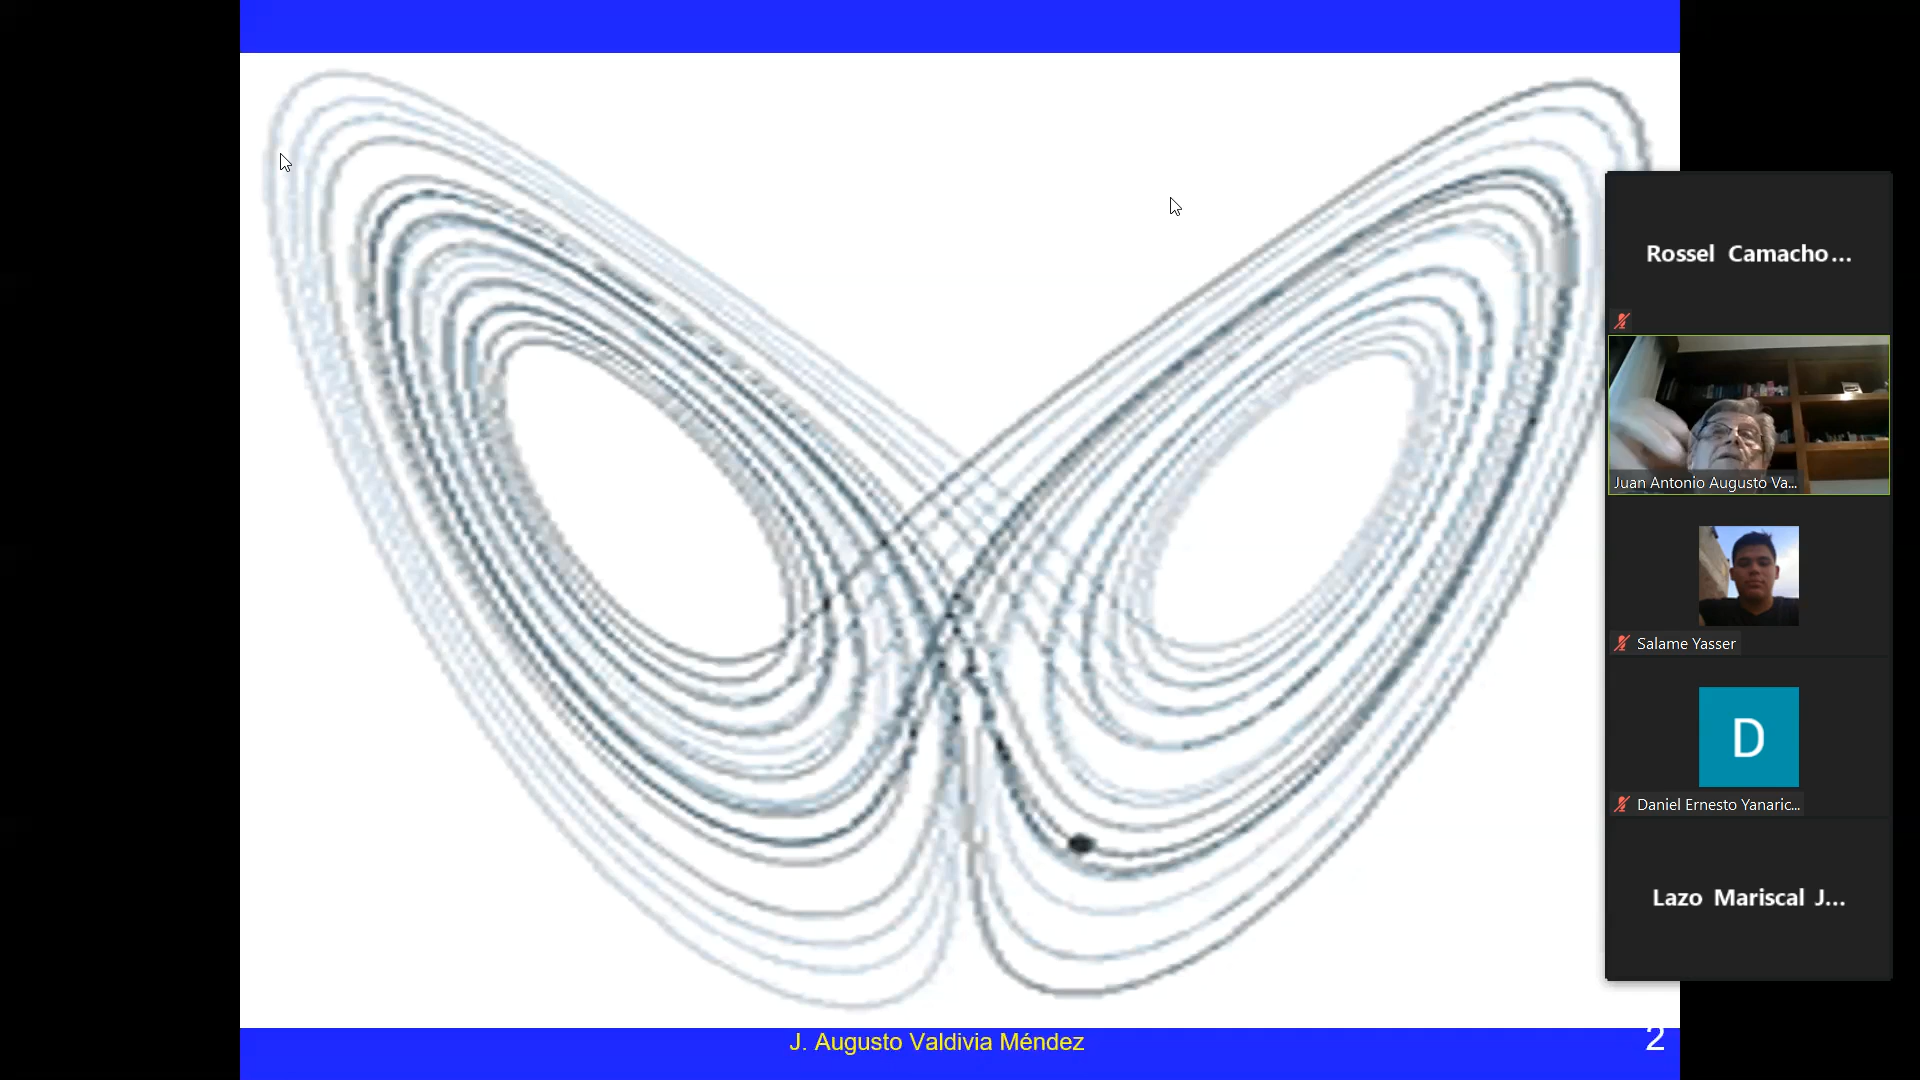 Rossel Camacho...
Juan Antonio Augusto Va...
Salame Yasser
D
Daniel Ernesto Yanaric...
Lazo Mariscal J...
J. Augusto Valdivia Méndez
2